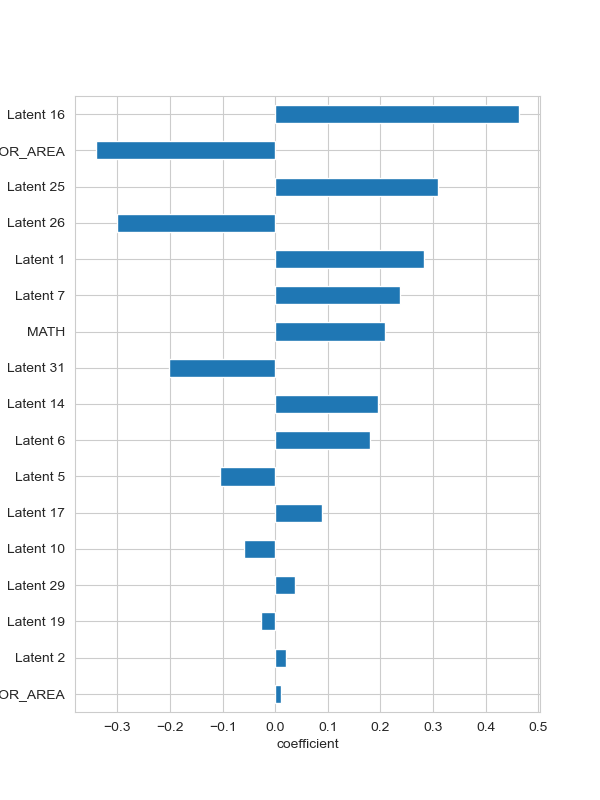 Latent 16
OR_AREA
Latent 25
Latent 26
Latent 1
Latent 7
MATH
Latent 31
Latent 14
Latent 6
Latent 5
Latent 17
Latent 10
Latent 29
Latent 19
Latent 2
OR_AREA
−0.3 −0.2 −0.1 0.0 0.1 0.2 0.3 0.4 0.5
coefficient